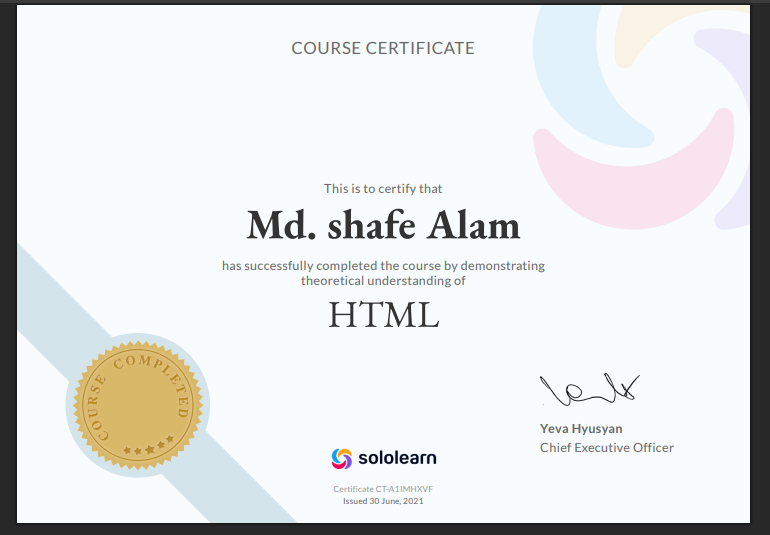 COURSE CERTIFICATE
This is to certify that
Md. shafe Alam
has successfully completed the course by demonstrating
theoretical understanding of
HTML
COURSE COMPLETED
Yeva Hyusyan
Chief Executive Officer
sololearn
Certificate CT-A1IMHXVF
Issued 30 June, 2021